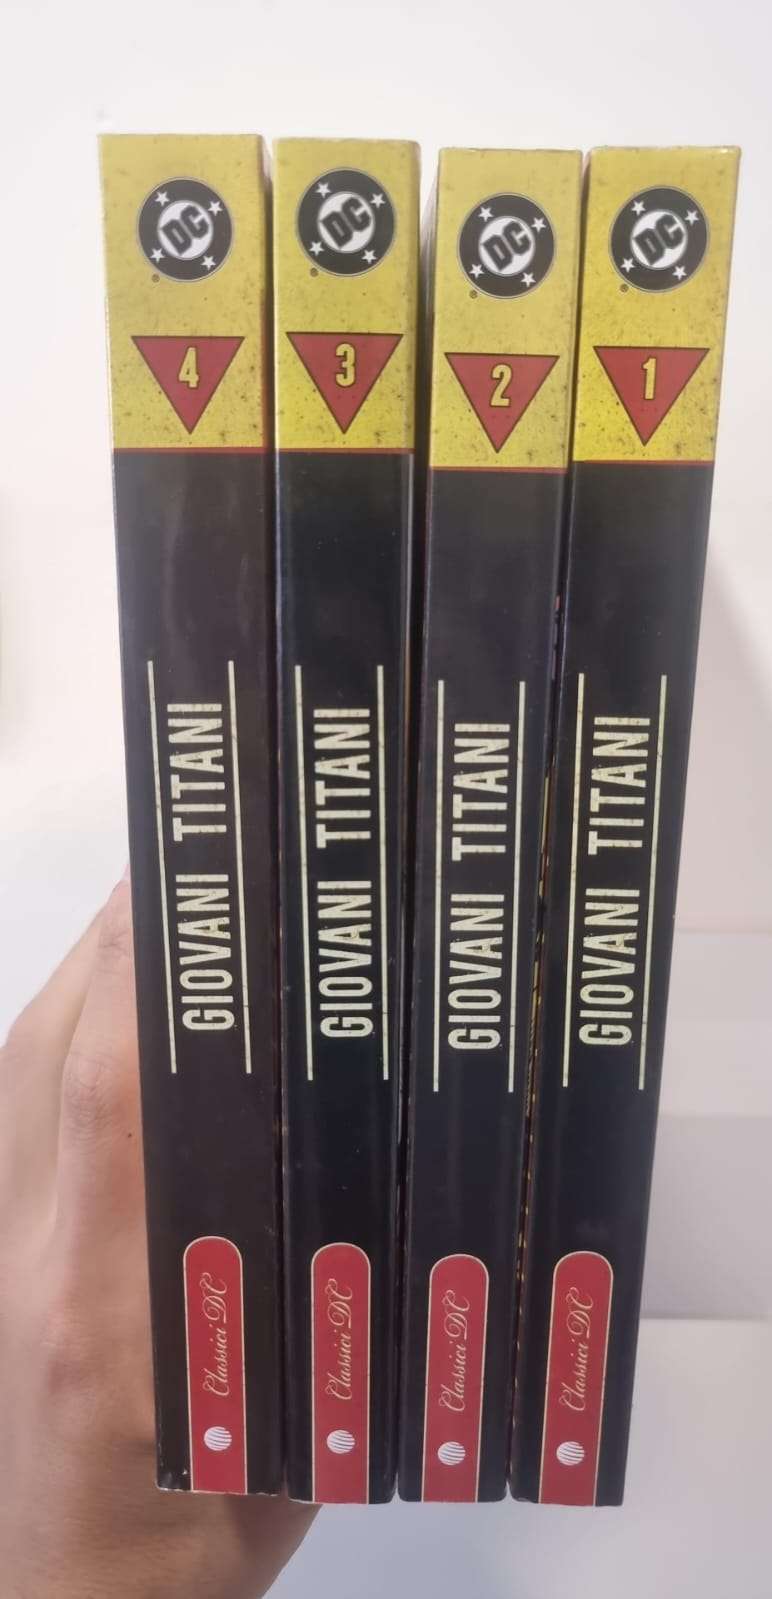 DC
4
GIOVANI TITANI
Classici DC
DC
3
GIOVANI TITANI
Classici DC
DC
2
GIOVANI TITANI
Classici DC
DC
1
GIOVANI TITANI
Classici DC